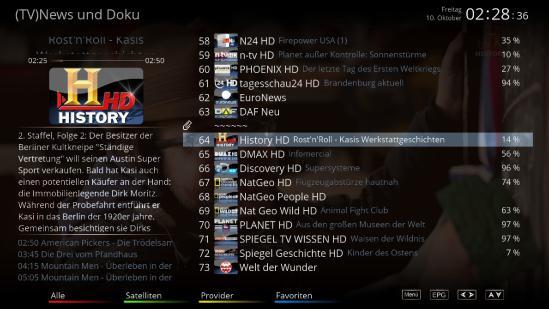 (TV)News und Doku
Freitag
10. Oktober
02:28:36
Rost'n'Roll - Kasis
Werkstattgeschichten
02:25
02:50
HD
HISTORY
2. Staffel, Folge 2: Der Besitzer der
Berliner Kultkneipe "Ständige
Vertretung" will seinen Austin Super
Sport verkaufen. Bald hat Kasi auch
einen potentiellen Käufer an der Hand:
die Immobilienlegende Dirk Moritz.
Während der Probefahrt entführt er
Kasi in das Berlin der 1920er Jahre.
Gemeinsam besichtigen sie Dirks
02:50 American Pickers - Die Trödelsam
03:45 Die Drei vom Pfandhaus
04:15 Mountain Men - Überleben in der
05:05 Mountain Men - Überleben in der
58 N24 HD Firepower USA (1) 35 %
59 n-tv HD Planet außer Kontrolle: Sonnenstürme 10 %
60 PHOENIX HD Der letzte Tag des Ersten Weltkriegs 27 %
61 tagesschau24 HD Brandenburg aktuell 94 %
62 EuroNews
63 DAF Neu
~~~~~~
64 History HD Rost'n'Roll - Kasis Werkstattgeschichten 14 %
65 DMAX HD Infomercial 56 %
66 Discovery HD Supersysteme 96 %
67 NatGeo HD Flugzeugabstürze hautnah 74 %
68 NatGeo People HD
69 Nat Geo Wild HD Animal Fight Club 63 %
70 PLANET HD Aus den großen Museen der Welt 97 %
71 SPIEGEL TV WISSEN HD Waisen der Wildnis 97 %
72 Spiegel Geschichte HD Kinder des Ostens 7 %
73 Welt der Wunder
Alle
Satelliten
Provider
Favoriten
Menü
EPG